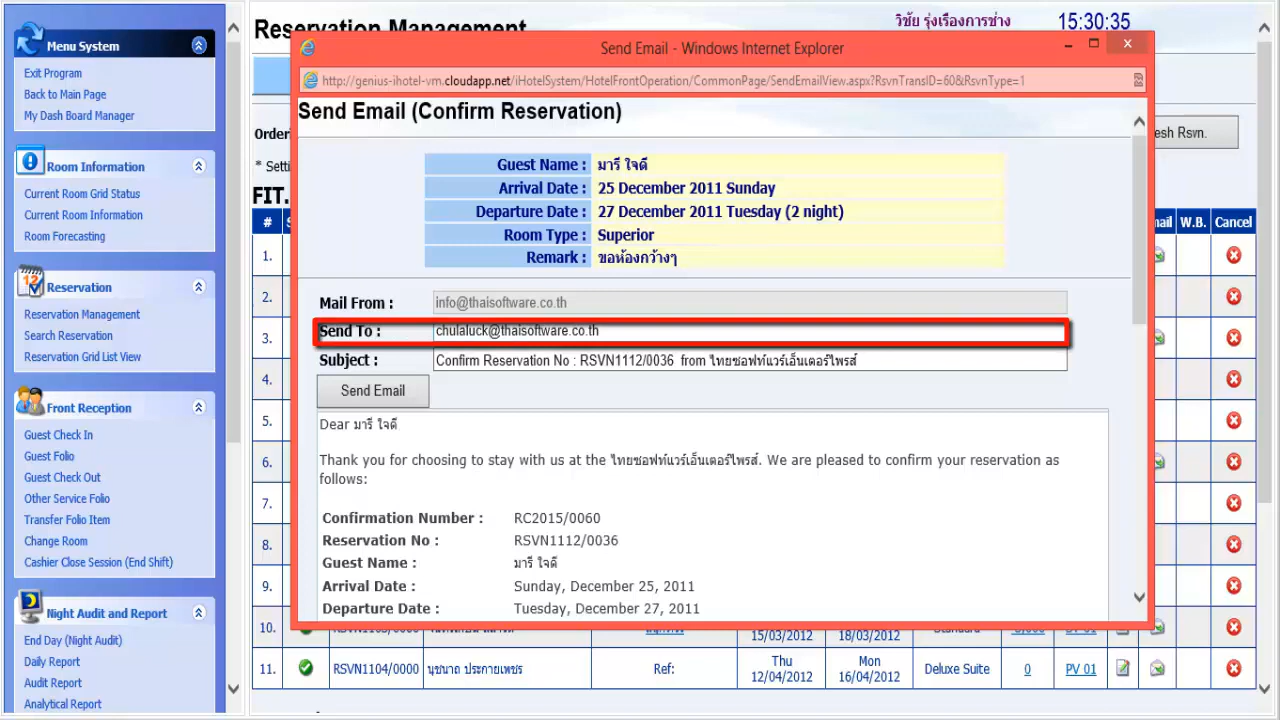 Reservation Management
วิชัย รุ่งเรืองการช่าง
15:30:35
Menu System
Exit Program
Back to Main Page
My Dash Board Manager
Room Information
Current Room Grid Status
Current Room Information
Room Forecasting
Reservation
Reservation Management
Search Reservation
Reservation Grid List View
Front Reception
Guest Check In
Guest Folio
Guest Check Out
Other Service Folio
Transfer Folio Item
Change Room
Cashier Close Session (End Shift)
Night Audit and Report
End Day (Night Audit)
Daily Report
Audit Report
Analytical Report
Send Email - Windows Internet Explorer
http://genius-ihotel-vm.cloudapp.net/iHotelSystem/HotelFrontOperation/CommonPage/SendEmailView.aspx?RsvnTransID=60&RsvnType=1
Send Email (Confirm Reservation)
Guest Name : มารี ใจดี
Arrival Date : 25 December 2011 Sunday
Departure Date : 27 December 2011 Tuesday (2 night)
Room Type : Superior
Remark : ขอห้องกว้างๆ
Mail From : info@thaisoftware.co.th
Send To : chulaluck@thaisoftware.co.th
Subject : Confirm Reservation No : RSVN1112/0036 from ไทยซอฟท์แวร์เอ็นเตอร์ไพรส์
Send Email
Dear มารี ใจดี
Thank you for choosing to stay with us at the ไทยซอฟท์แวร์เอ็นเตอร์ไพรส์. We are pleased to confirm your reservation as
follows:
Confirmation Number : RC2015/0060
Reservation No : RSVN1112/0036
Guest Name : มารี ใจดี
Arrival Date : Sunday, December 25, 2011
Departure Date : Tuesday, December 27, 2011
Rsvn.
FIT.
# W.B. Cancel
1.
2.
3.
4.
5.
6.
7.
8.
9.
10. 15/03/2012 18/03/2012
11. RSVN1104/0000 นุชนาถ ประกายเพชร Ref: Thu 12/04/2012 Mon 16/04/2012 Deluxe Suite 0 PV 01